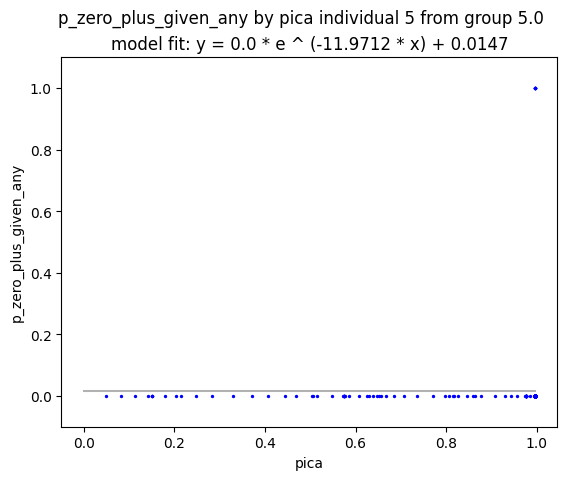 p_zero_plus_given_any by pica individual 5 from group 5.0
model fit: y = 0.0 * e ^ (-11.9712 * x) + 0.0147
1.0
0.8
0.6
0.4
0.2
0.0
p_zero_plus_given_any
0.0 0.2 0.4 0.6 0.8 1.0
pica